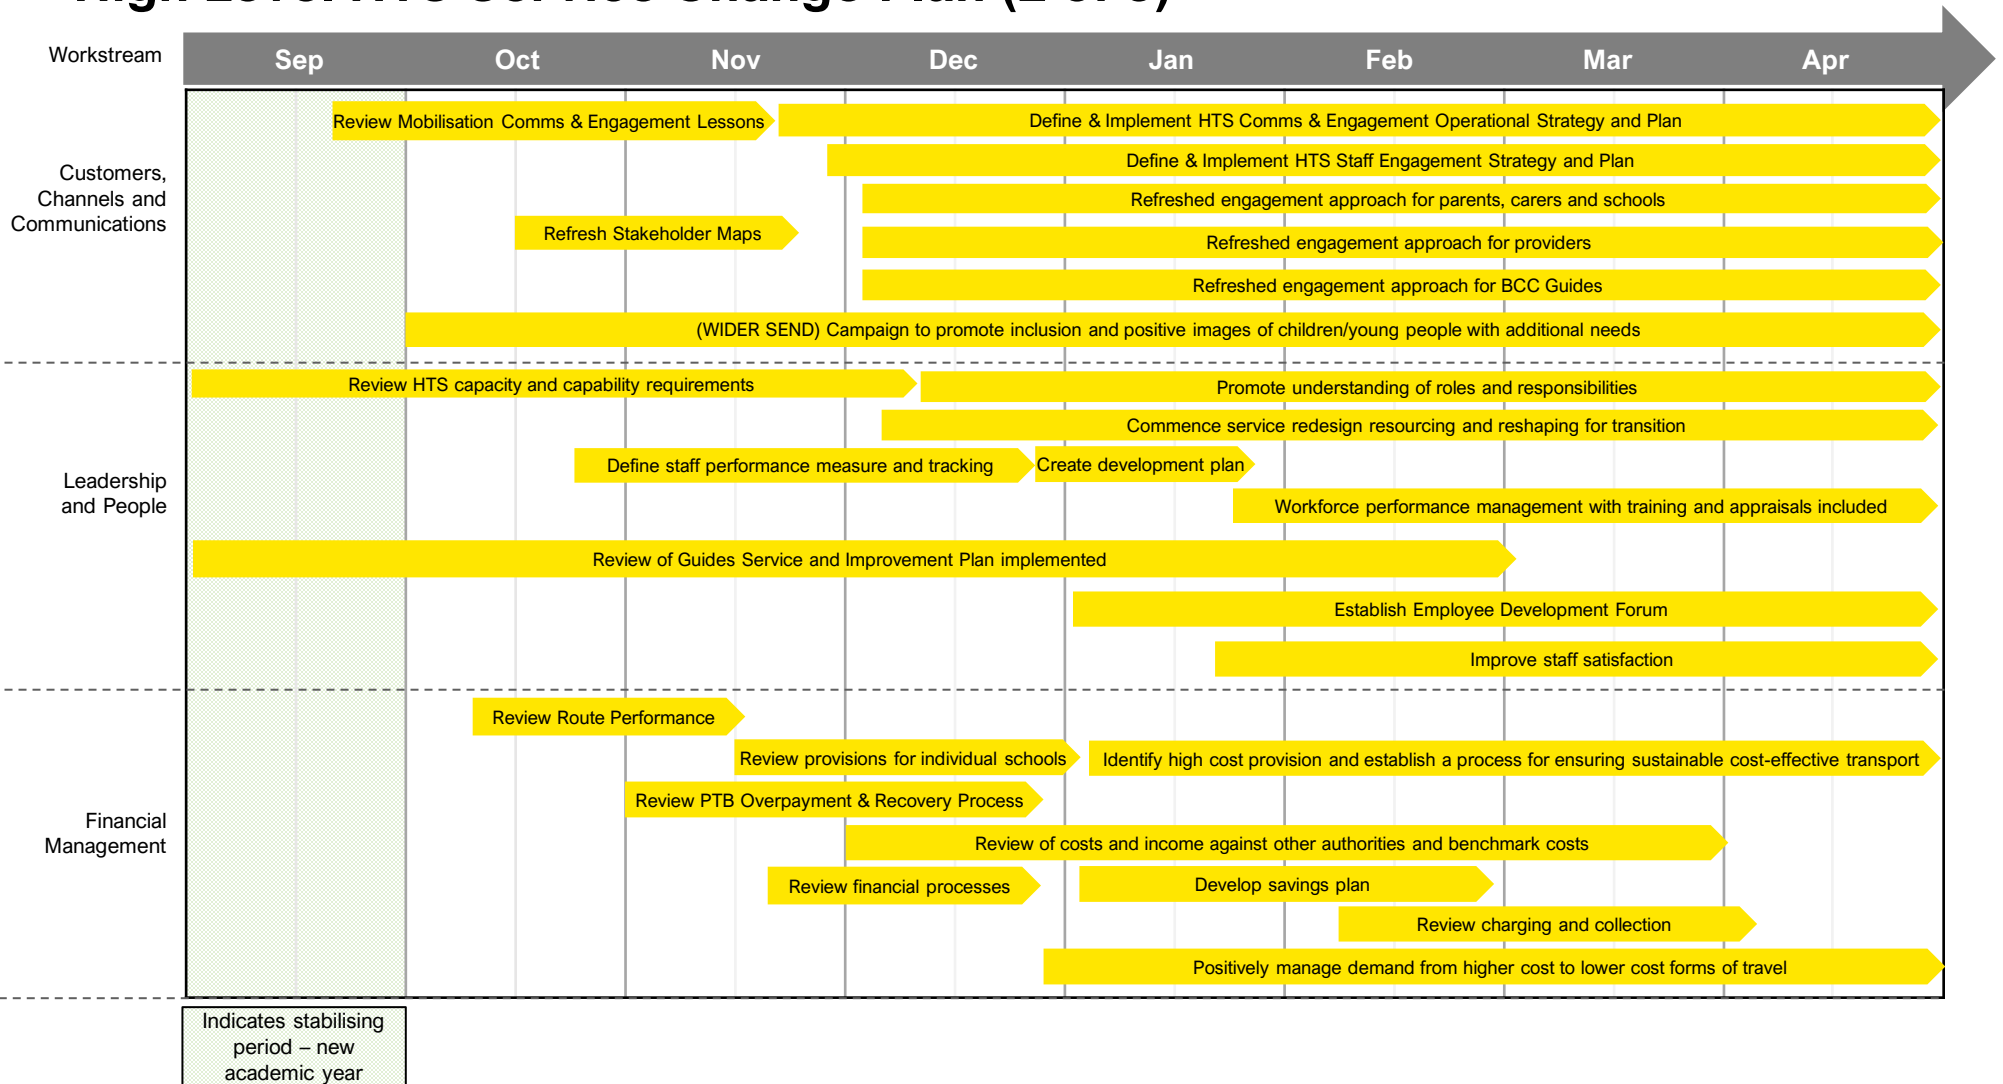 High Level HTS Service Change Plan (2 of 3)
Workstream
Sep
Oct
Nov
Dec
Jan
Feb
Mar
Apr
Customers,
Channels and
Communications
Review Mobilisation Comms & Engagement Lessons
Define & Implement HTS Comms & Engagement Operational Strategy and Plan
Define & Implement HTS Staff Engagement Strategy and Plan
Refreshed engagement approach for parents, carers and schools
Refresh Stakeholder Maps
Refreshed engagement approach for providers
Refreshed engagement approach for BCC Guides
(WIDER SEND) Campaign to promote inclusion and positive images of children/young people with additional needs
Leadership
and People
Review HTS capacity and capability requirements
Promote understanding of roles and responsibilities
Commence service redesign resourcing and reshaping for transition
Define staff performance measure and tracking
Create development plan
Workforce performance management with training and appraisals included
Review of Guides Service and Improvement Plan implemented
Establish Employee Development Forum
Improve staff satisfaction
Financial
Management
Review Route Performance
Review provisions for individual schools
Identify high cost provision and establish a process for ensuring sustainable cost-effective transport
Review PTB Overpayment & Recovery Process
Review of costs and income against other authorities and benchmark costs
Review financial processes
Develop savings plan
Review charging and collection
Positively manage demand from higher cost to lower cost forms of travel
Indicates stabilising
period – new
academic year